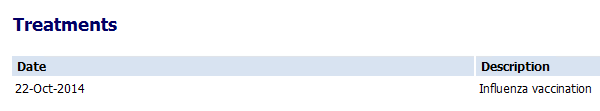 Treatments
Date Description
22-Oct-2014 Influenza vaccination